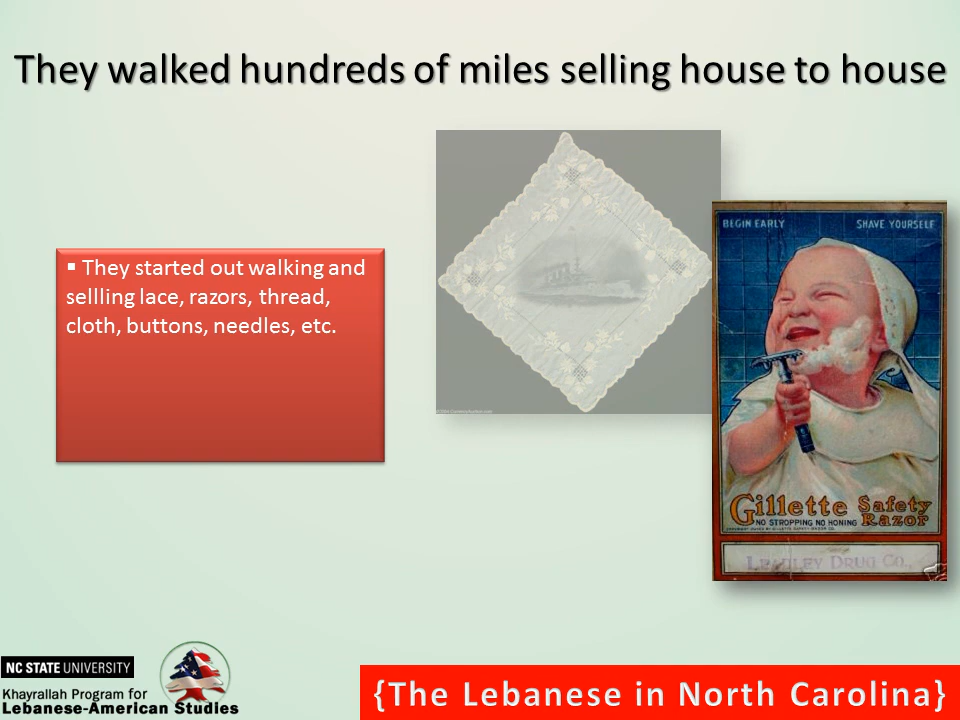 They walked hundreds of miles selling house to house
▪ They started out walking and
sellling lace, razors, thread,
cloth, buttons, needles, etc.
BEGIN EARLY
SHAVE YOURSELF
Gillette Safety
Razor
NO STROPPING NO HONING
DRUG CO.
NC STATE UNIVERSITY
Khayrallah Program for
Lebanese-American Studies
{The Lebanese in North Carolina}